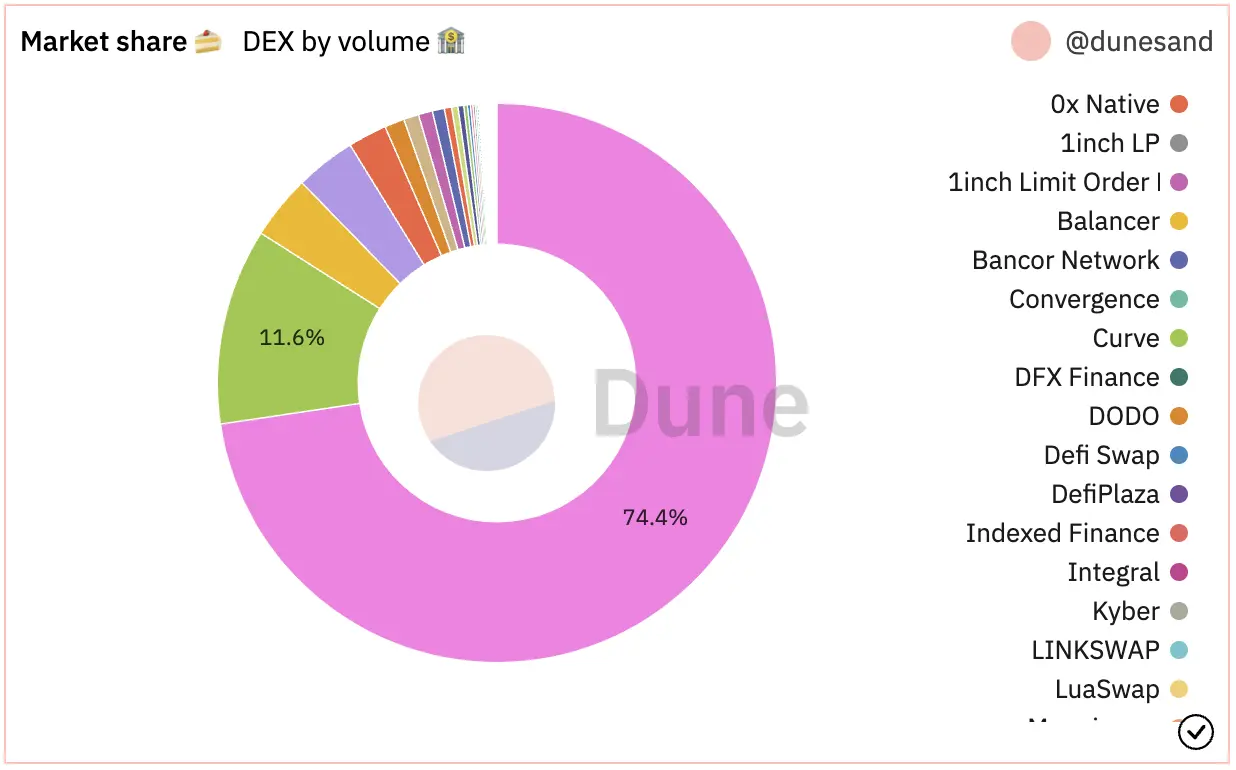 Market share 🍰 DEX by volume 🏦
@dunesand
0x Native
1inch LP
1inch Limit Order
Balancer
Bancor Network
Convergence
Curve
DFX Finance
DODO
Defi Swap
DefiPlaza
Indexed Finance
Integral
Kyber
LINKSWAP
LuaSwap
11.6%
Dune
74.4%